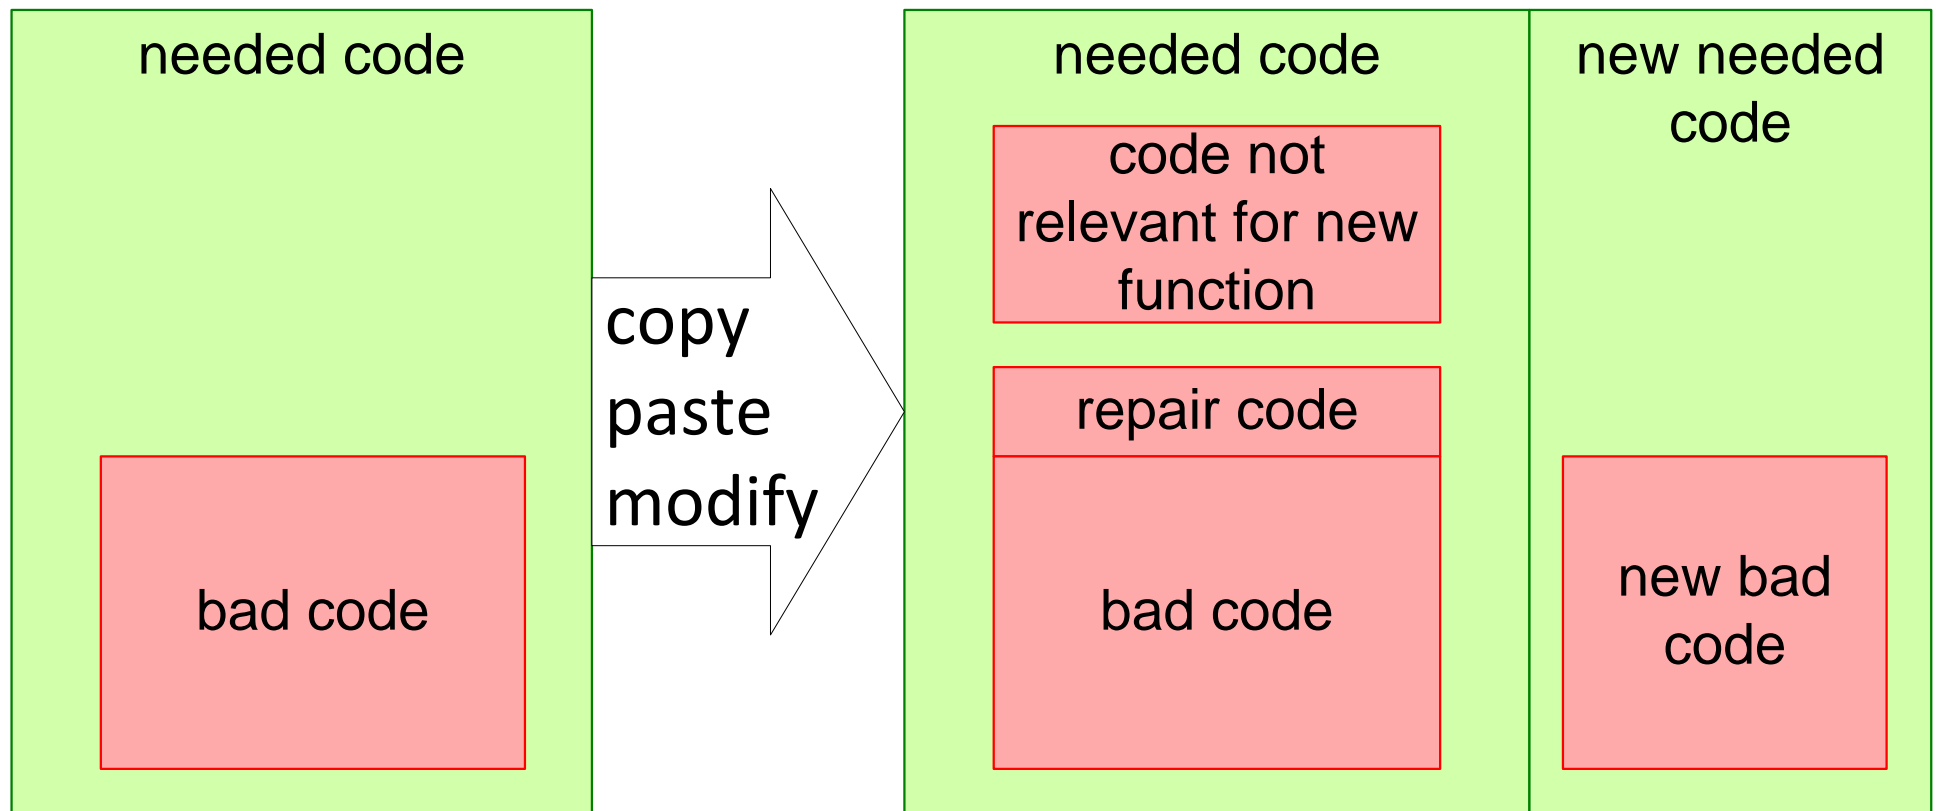 needed code
bad code
copy
paste
modify
needed code
code not
relevant for new
function
repair code
bad code
new needed
code
new bad
code